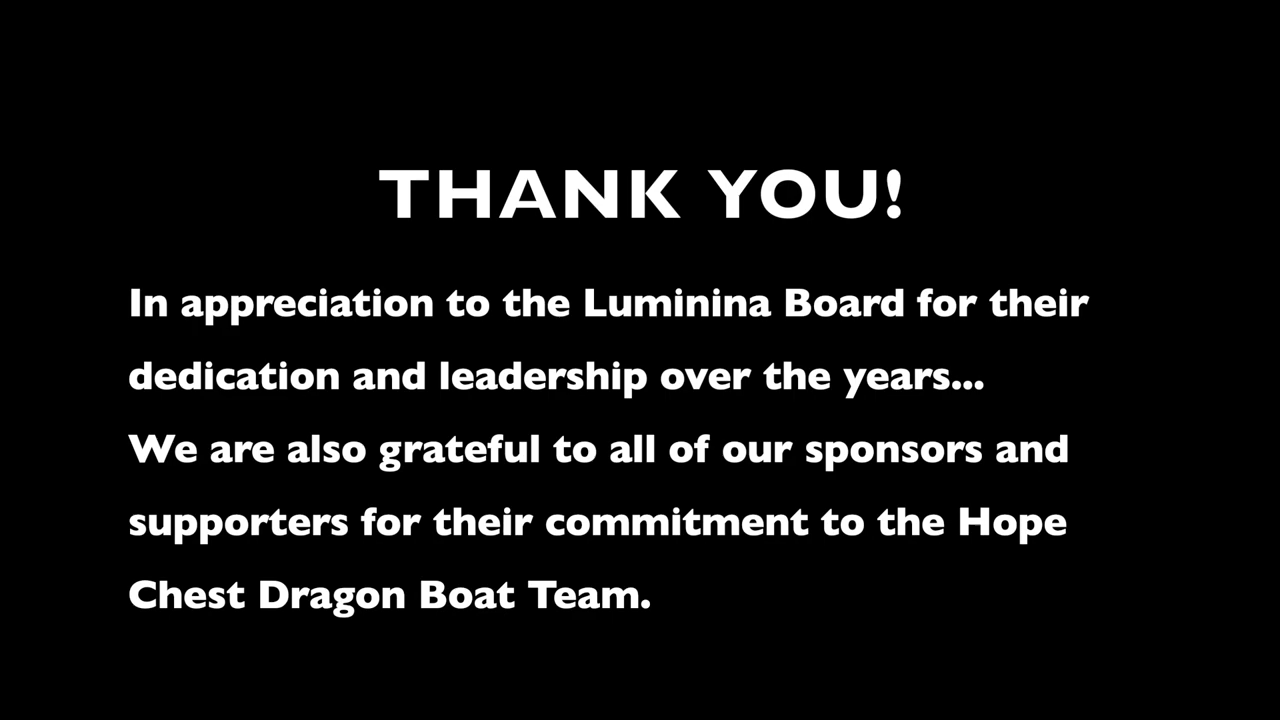 THANK YOU!
In appreciation to the Luminina Board for their
dedication and leadership over the years...
We are also grateful to all of our sponsors and
supporters for their commitment to the Hope
Chest Dragon Boat Team.